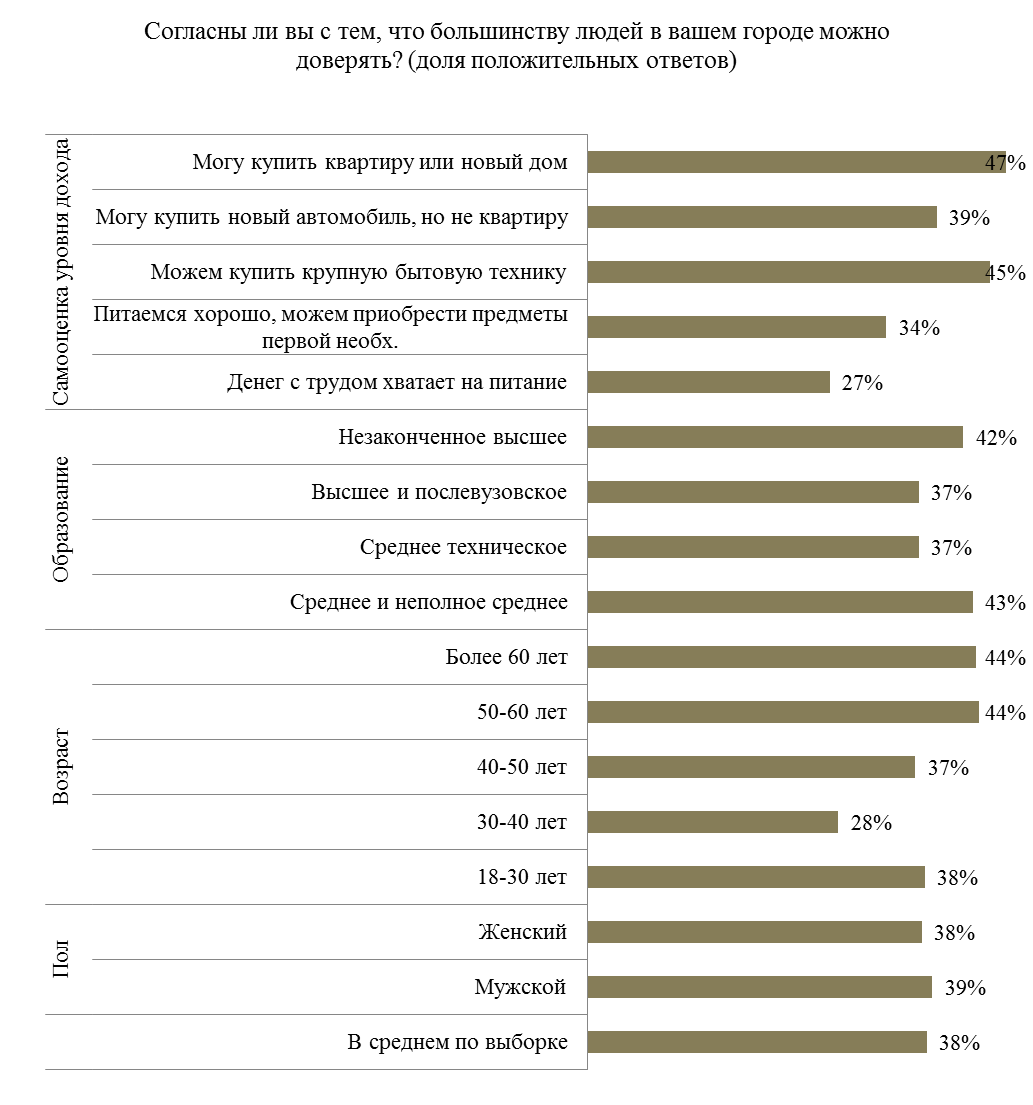 Согласны ли вы с тем, что большинству людей в вашем городе можно
доверять? (доля положительных ответов)
Самооценка уровня дохода
Могу купить квартиру или новый дом 47%
Могу купить новый автомобиль, но не квартиру 39%
Можем купить крупную бытовую технику 45%
Питаемся хорошо, можем приобрести предметы
первой необх. 34%
Денег с трудом хватает на питание 27%
Образование
Незаконченное высшее 42%
Высшее и послевузовское 37%
Среднее техническое 37%
Среднее и неполное среднее 43%
Возраст
Более 60 лет 44%
50-60 лет 44%
40-50 лет 37%
30-40 лет 28%
18-30 лет 38%
Пол
Женский 38%
Мужской 39%
В среднем по выборке 38%